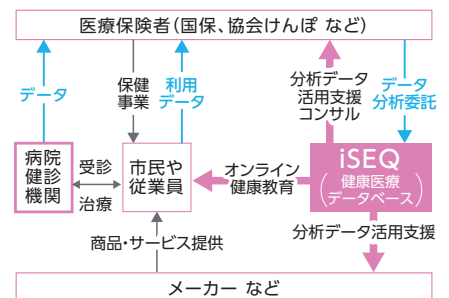 医療保険者（国保、協会けんぽ など）
データ
保健
事業
利用
データ
分析データ
活用支援
コンサル
データ
分析委託
病院
健診
機関
受診
治療
市民や
従業員
オンライン
健康教育
iSEQ
（健康医療
データベース）
商品・サービス提供
分析データ活用支援
メーカー など